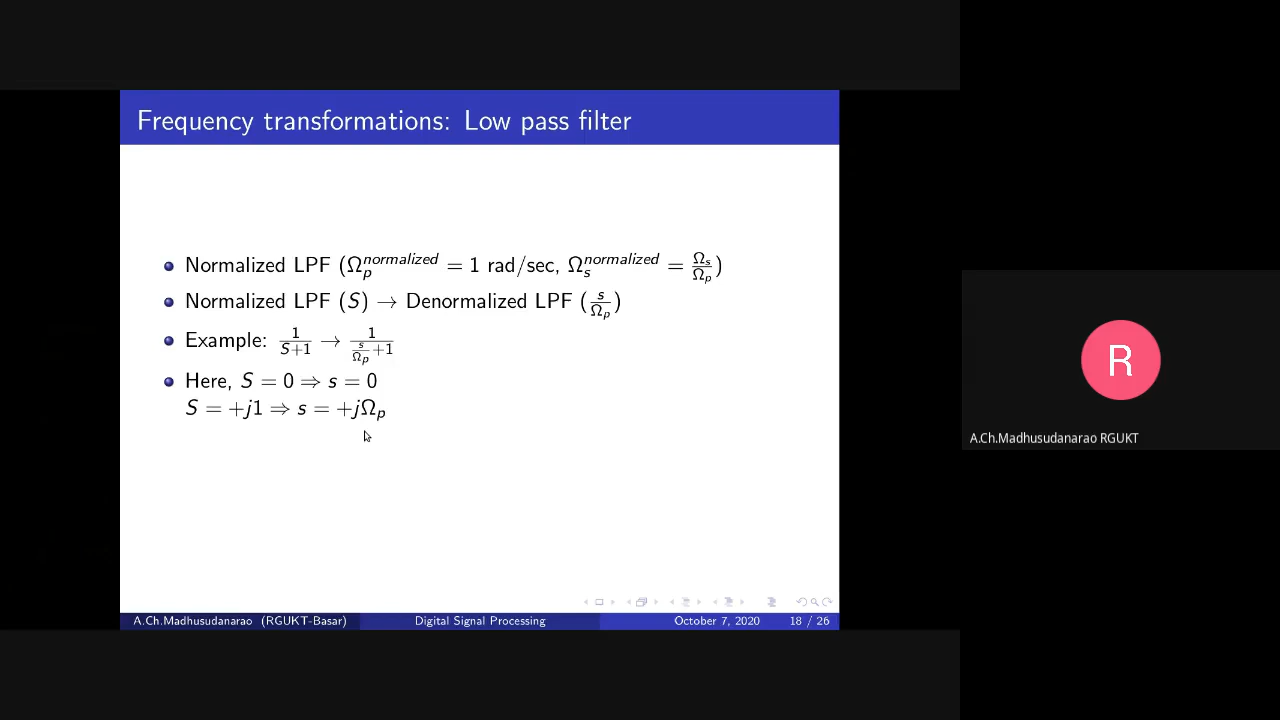 Frequency transformations: Low pass filter
Normalized LPF (Ω_p^normalized = 1 rad/sec, Ω_s^normalized = Ω_s/Ω_p)
Normalized LPF (S) → Denormalized LPF (s/Ω_p)
Example: 1/(S+1) → 1/(s/Ω_p +1)
Here, S = 0 ⇒ s = 0
S = +j1 ⇒ s = +jΩ_p
R
A.Ch.Madhusudanarao RGUKT
A.Ch.Madhusudanarao (RGUKT-Basar) Digital Signal Processing October 7, 2020 18 / 26